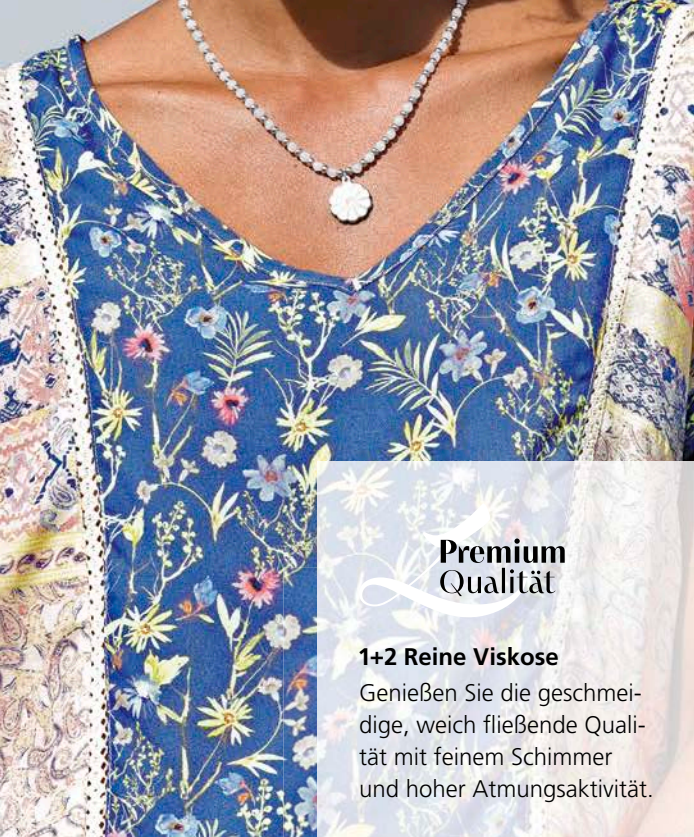 Premium
Qualität
1+2 Reine Viskose
Genießen Sie die geschmei-
dige, weich fließende Quali-
tät mit feinem Schimmer
und hoher Atmungsaktivität.